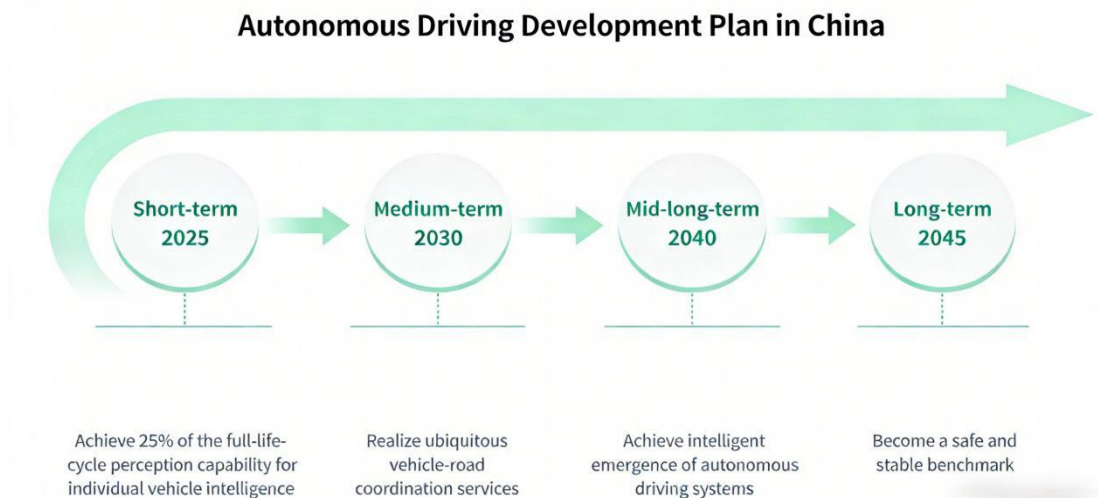 Autonomous Driving Development Plan in China
Short-term
2025
Medium-term
2030
Mid-long-term
2040
Long-term
2045
Achieve 25% of the full-life-
cycle perception capability for
individual vehicle intelligence
Realize ubiquitous
vehicle-road
coordination services
Achieve intelligent
emergence of autonomous
driving systems
Become a safe and
stable benchmark